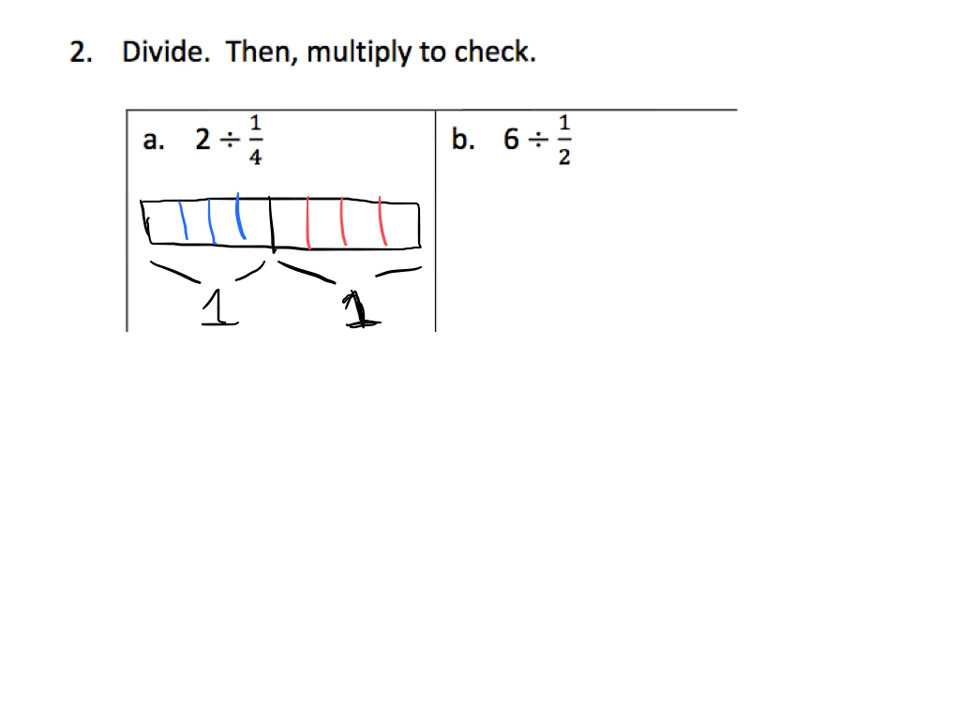 2. Divide. Then, multiply to check.
a. 2 ÷ 1/4
b. 6 ÷ 1/2
1 1